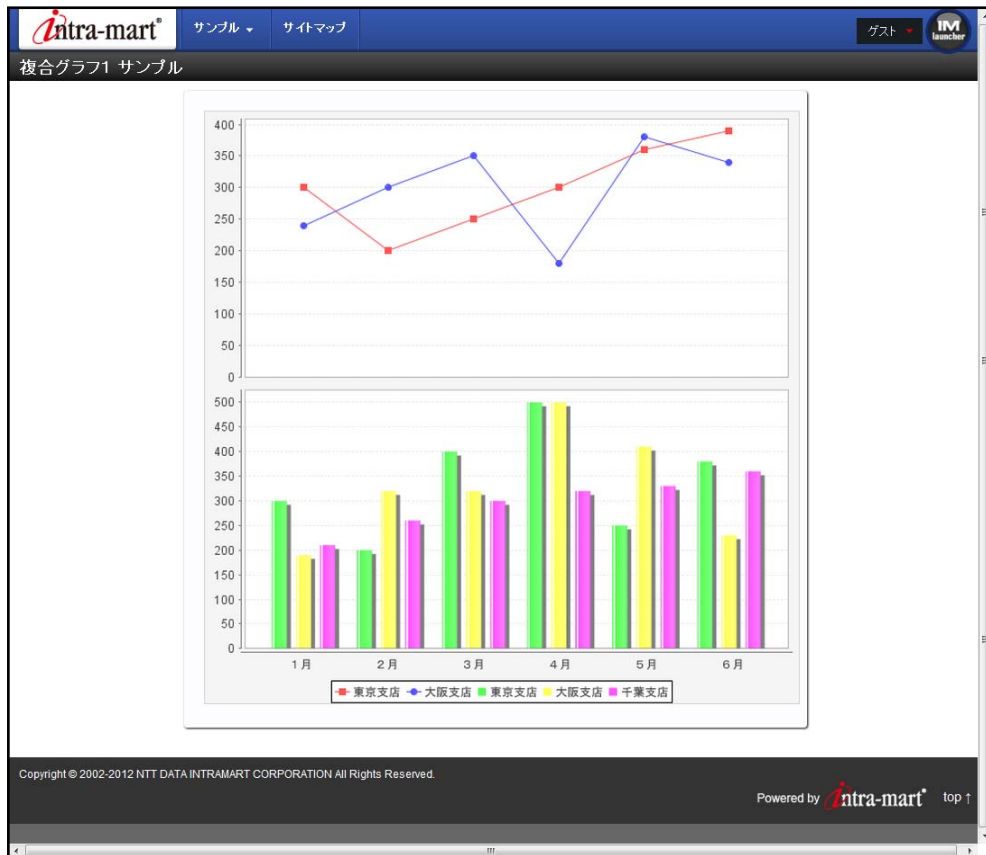 intra-mart®
サンプル
サイトマップ
ゲスト
IM
launcher
複合グラフ1 サンプル
400
350
300
250
200
150
100
50
0
500
450
400
350
300
250
200
150
100
50
0
1月 2月 3月 4月 5月 6月
東京支店 大阪支店 東京支店 大阪支店 千葉支店
Copyright © 2002-2012 NTT DATA INTRAMART CORPORATION All Rights Reserved.
Powered by intra-mart® top ↑